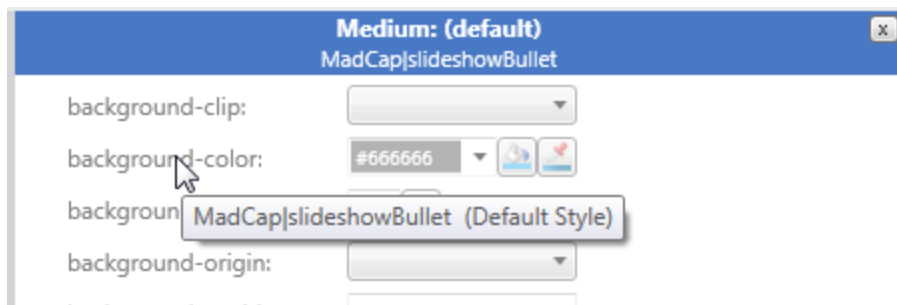 Medium: (default)
x
MadCap|slideshowBullet
background-clip:
background-color: #666666
backgroun
MadCap|slideshowBullet (Default Style)
background-origin: